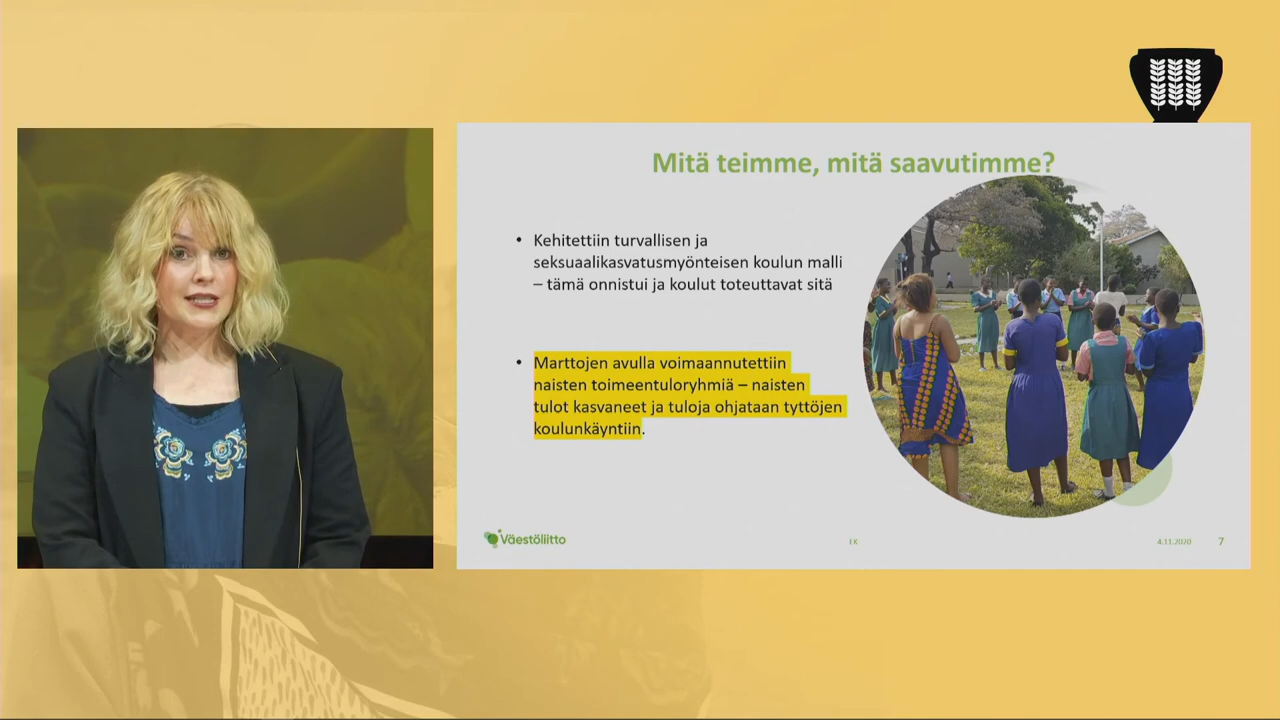 Mitä teimme, mitä saavutimme?
• Kehitettiin turvallisen ja
seksuaalikasvatusmyönteisen koulun malli
– tämä onnistui ja koulut toteuttavat sitä
• Marttojen avulla voimaannutettiin
naisten toimeentuloryhmiä – naisten
tulot kasvaneet ja tuloja ohjataan tyttöjen
koulunkäyntiin.
Väestöliitto
EK
4.11.2020
7